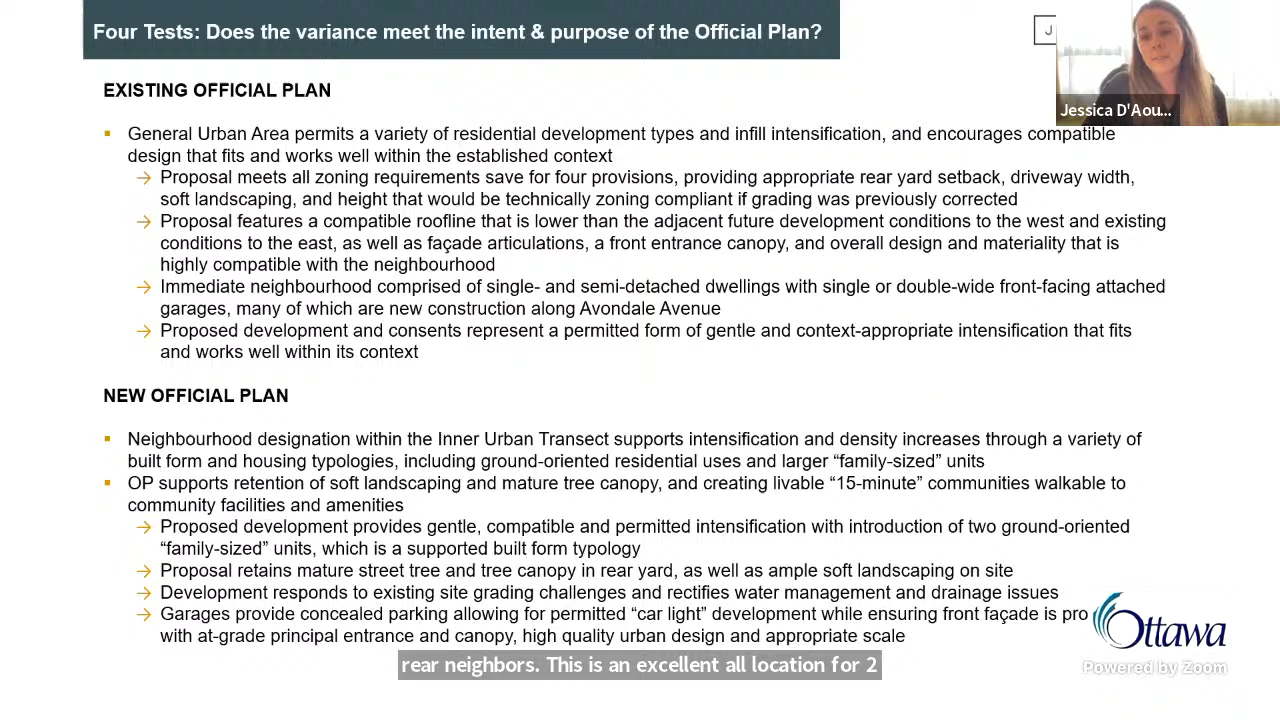 Four Tests: Does the variance meet the intent & purpose of the Official Plan?
J
Jessica D'Aou...
EXISTING OFFICIAL PLAN
▪ General Urban Area permits a variety of residential development types and infill intensification, and encourages compatible
design that fits and works well within the established context
→ Proposal meets all zoning requirements save for four provisions, providing appropriate rear yard setback, driveway width,
soft landscaping, and height that would be technically zoning compliant if grading was previously corrected
→ Proposal features a compatible roofline that is lower than the adjacent future development conditions to the west and existing
conditions to the east, as well as façade articulations, a front entrance canopy, and overall design and materiality that is
highly compatible with the neighbourhood
→ Immediate neighbourhood comprised of single- and semi-detached dwellings with single or double-wide front-facing attached
garages, many of which are new construction along Avondale Avenue
→ Proposed development and consents represent a permitted form of gentle and context-appropriate intensification that fits
and works well within its context
NEW OFFICIAL PLAN
▪ Neighbourhood designation within the Inner Urban Transect supports intensification and density increases through a variety of
built form and housing typologies, including ground-oriented residential uses and larger “family-sized” units
▪ OP supports retention of soft landscaping and mature tree canopy, and creating livable “15-minute” communities walkable to
community facilities and amenities
→ Proposed development provides gentle, compatible and permitted intensification with introduction of two ground-oriented
“family-sized” units, which is a supported built form typology
→ Proposal retains mature street tree and tree canopy in rear yard, as well as ample soft landscaping on site
→ Development responds to existing site grading challenges and rectifies water management and drainage issues
→ Garages provide concealed parking allowing for permitted “car light” development while ensuring front façade is pro
with at-grade principal entrance and canopy, high quality urban design and appropriate scale
Ottawa
Powered by Zoom
rear neighbors. This is an excellent all location for 2